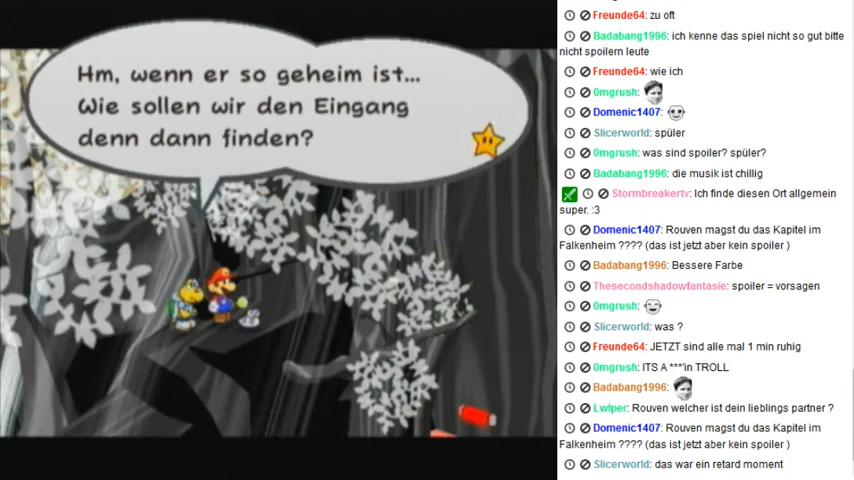 Hm, wenn er so geheim ist...
Wie sollen wir den Eingang
denn dann finden?
Freunde64: zu oft
Badabang1996: ich kenne das spiel nicht so gut bitte
nicht spoilern leute
Freunde64: wie ich
0mgrush:
Domenic1407:
Slicerworld: spüler
0mgrush: was sind spoiler? spüler?
Badabang1996: die musik ist chillig
Stormbreakertv: Ich finde diesen Ort allgemein
super. :3
Domenic1407: Rouven magst du das Kapitel im
Falkenheim ???? (das ist jetzt aber kein spoiler )
Badabang1996: Bessere Farbe
Thesecondshadowfantasie: spoiler = vorsagen
0mgrush:
Slicerworld: was ?
Freunde64: JETZT sind alle mal 1 min ruhig
0mgrush: ITS A ***in TROLL
Badabang1996:
Lwlper: Rouven welcher ist dein lieblings partner ?
Domenic1407: Rouven magst du das Kapitel im
Falkenheim ???? (das ist jetzt aber kein spoiler )
Slicerworld: das war ein retard moment